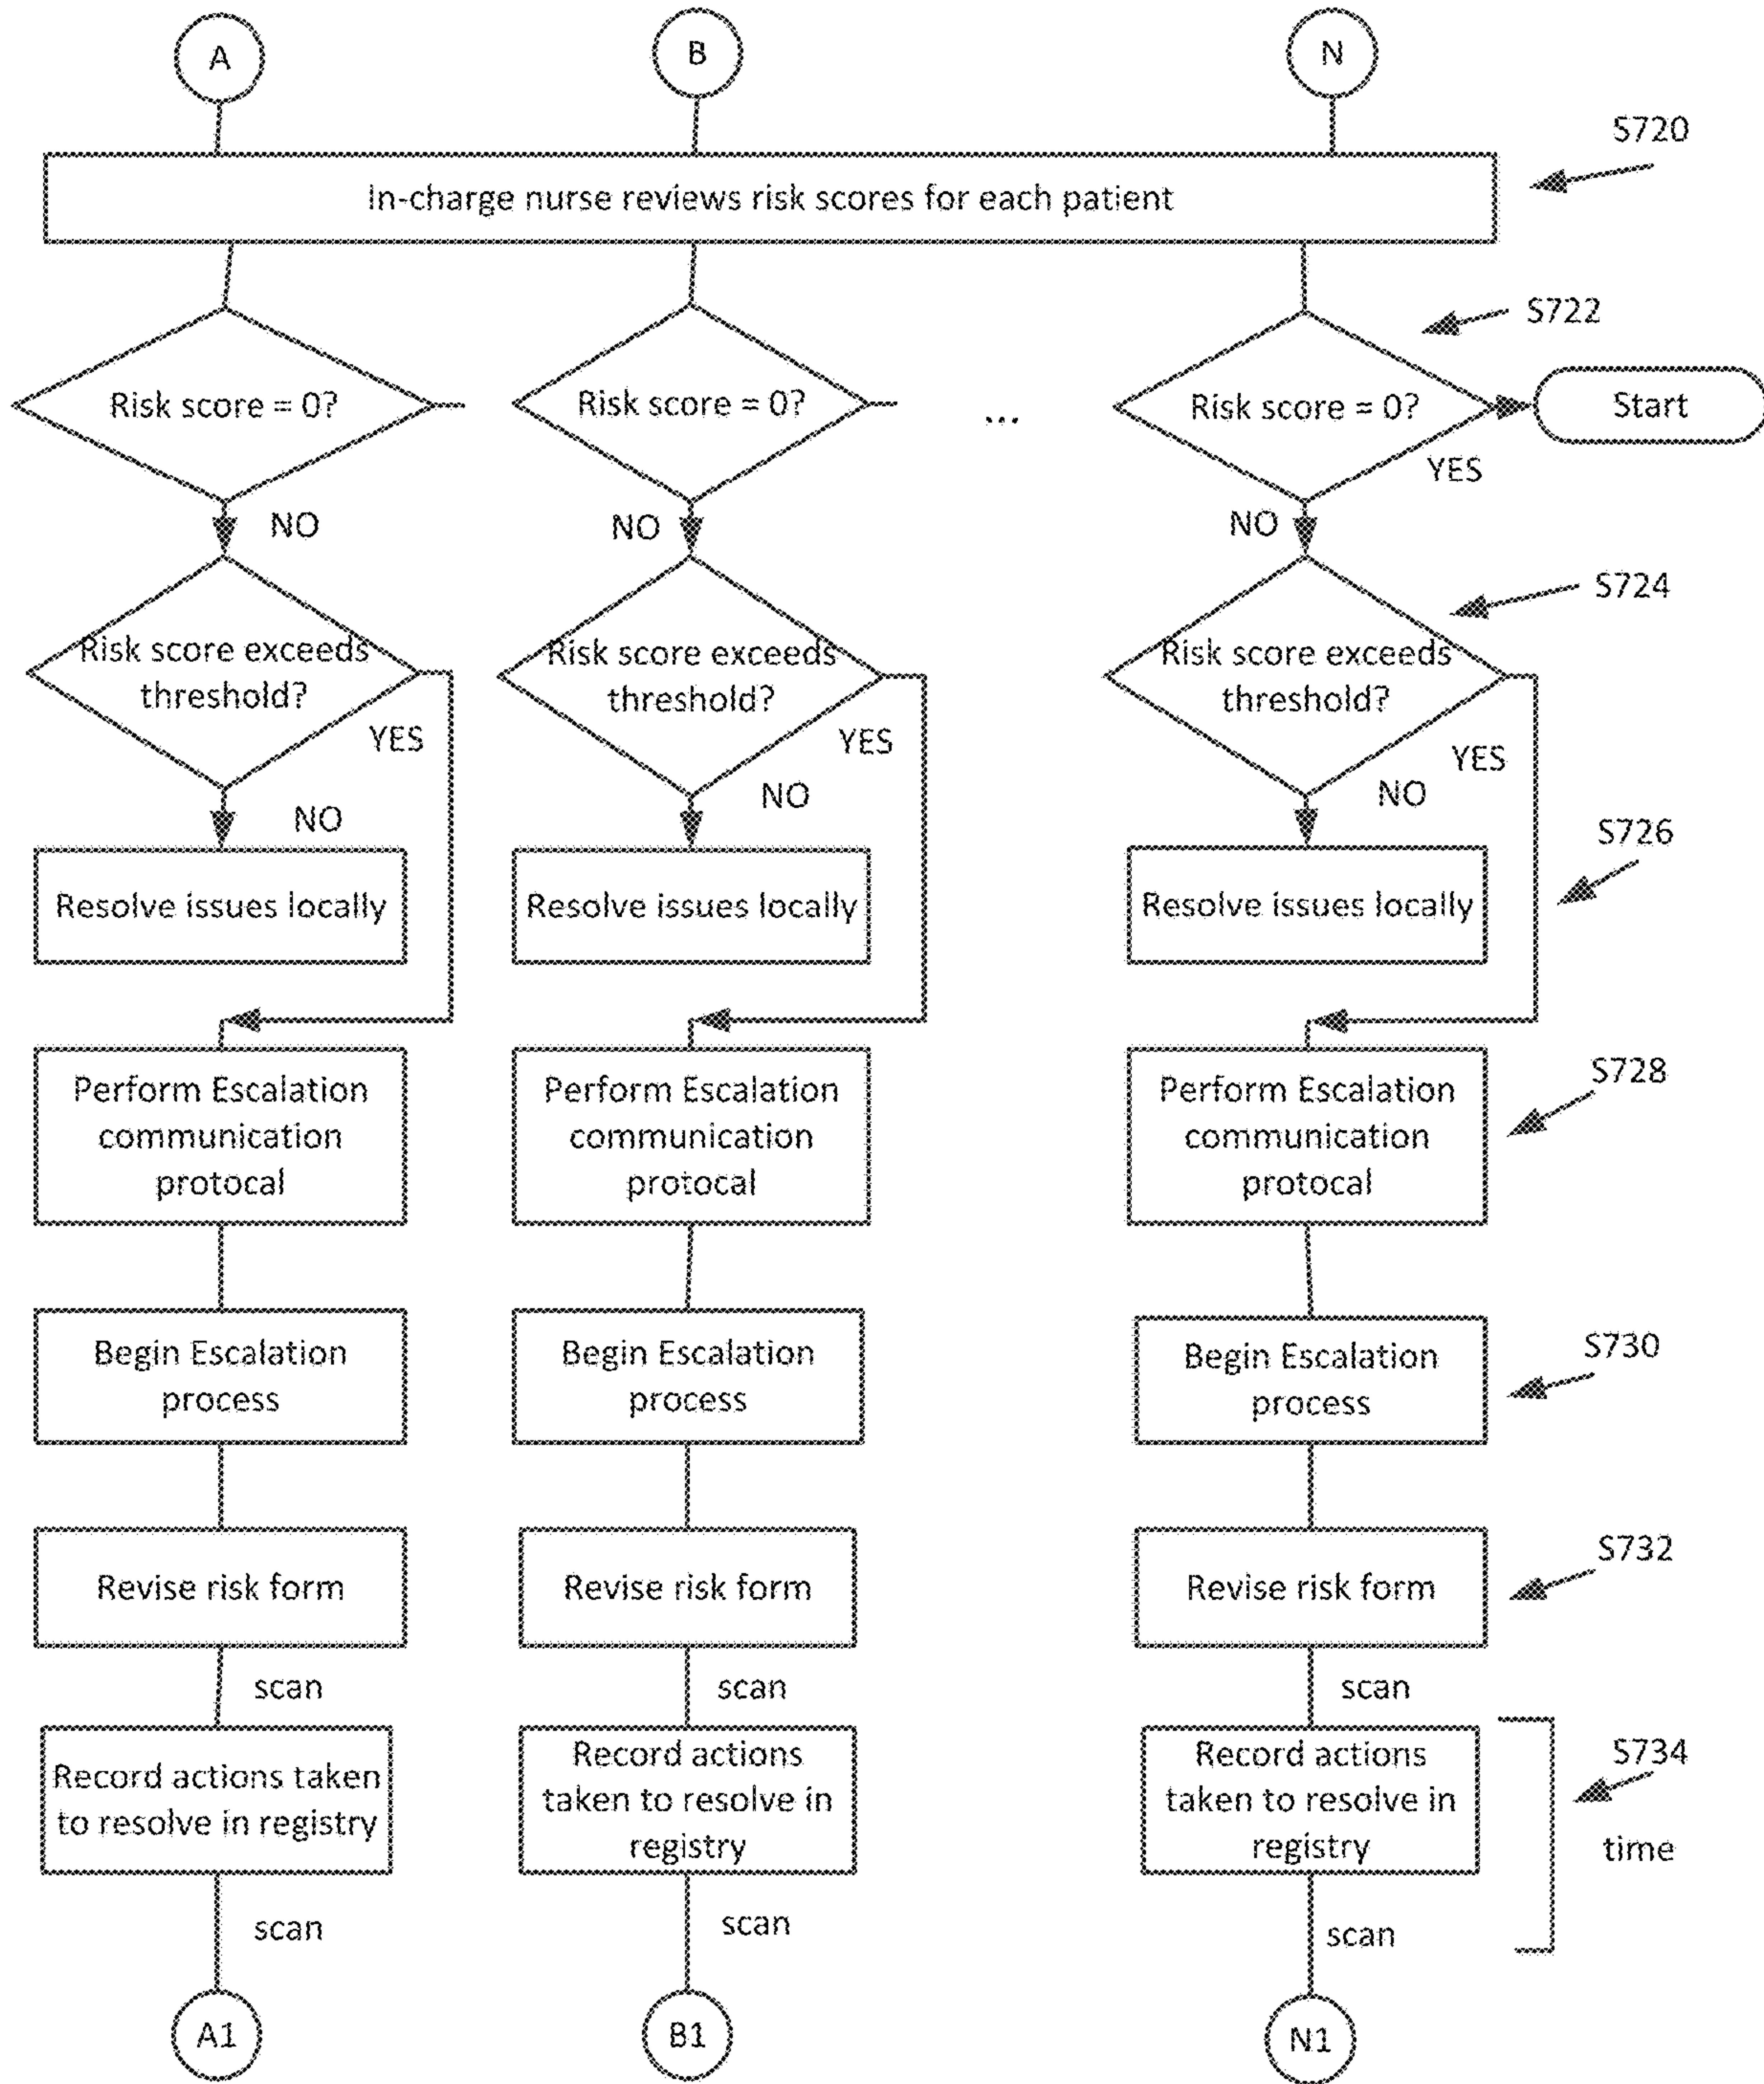 A
B
N
S720
In-charge nurse reviews risk scores for each patient
S722
Risk score = 0?
Risk score = 0?
...
Risk score = 0?
Start
YES
NO
NO
NO
S724
Risk score exceeds
threshold?
Risk score exceeds
threshold?
Risk score exceeds
threshold?
YES
YES
YES
NO
NO
NO
S726
Resolve issues locally
Resolve issues locally
Resolve issues locally
S728
Perform Escalation
communication
protocal
Perform Escalation
communication
protocal
Perform Escalation
communication
protocal
S730
Begin Escalation
process
Begin Escalation
process
Begin Escalation
process
S732
Revise risk form
Revise risk form
Revise risk form
scan
scan
scan
S734
Record actions taken
to resolve in registry
Record actions
taken to resolve in
registry
Record actions
taken to resolve in
registry
time
scan
scan
scan
A1
B1
N1